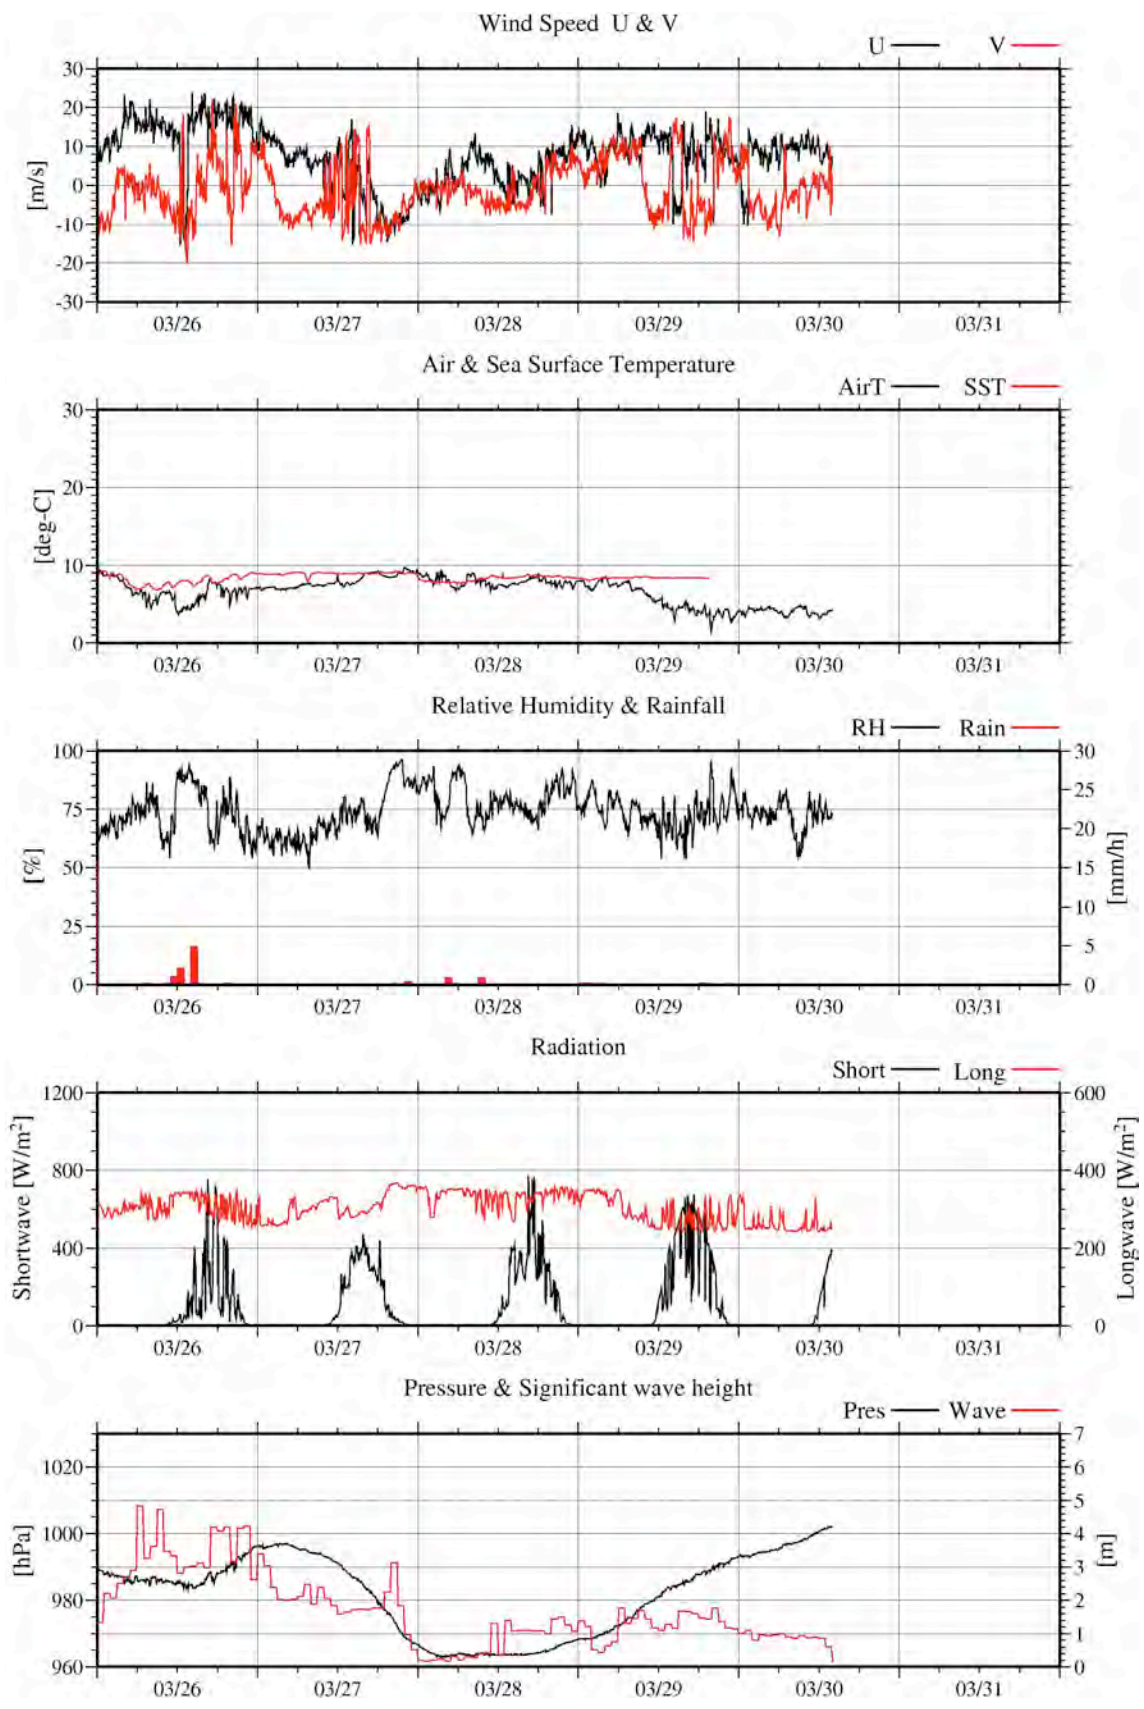 Wind Speed U & V
U V
30
20
10
0
-10
-20
-30
[m/s]
03/26 03/27 03/28 03/29 03/30 03/31
Air & Sea Surface Temperature
AirT SST
30
20
10
0
[deg-C]
03/26 03/27 03/28 03/29 03/30 03/31
Relative Humidity & Rainfall
RH Rain
100 30
25
75
20
50 15
10
25
5
0 0
[%] [mm/h]
03/26 03/27 03/28 03/29 03/30 03/31
Radiation
Short Long
1200 600
800 400
400 200
0 0
Shortwave [W/m²] Longwave [W/m²]
03/26 03/27 03/28 03/29 03/30 03/31
Pressure & Significant wave height
Pres Wave
7
1020 6
5
1000 4
3
980 2
1
960 0
[hPa] [m]
03/26 03/27 03/28 03/29 03/30 03/31